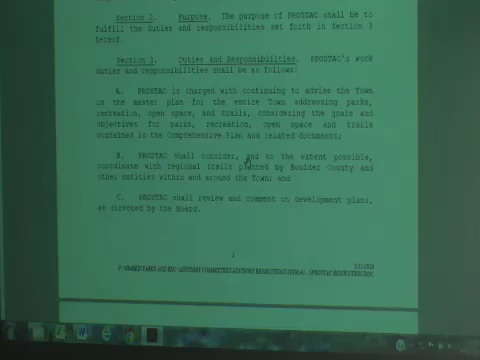 Section 2. Purpose. The purpose of PROSTAC shall be to
fulfill the duties and responsibilities set forth in Section 3
hereof.
Section 3. Duties and Responsibilities. PROSTAC's work
duties and responsibilities shall be as follows:
A. PROSTAC is charged with continuing to advise the Town
on the master plan for the entire Town addressing parks,
recreation, open space, and trails, considering the goals and
objectives for parks, recreation, open space and trails
contained in the Comprehensive Plan and related documents;
B. PROSTAC shall consider, and to the extent possible,
coordinate with regional trails planned by Boulder County and
other entities within and around the Town; and
C. PROSTAC shall review and comment on development plans,
as directed by the Board.
1